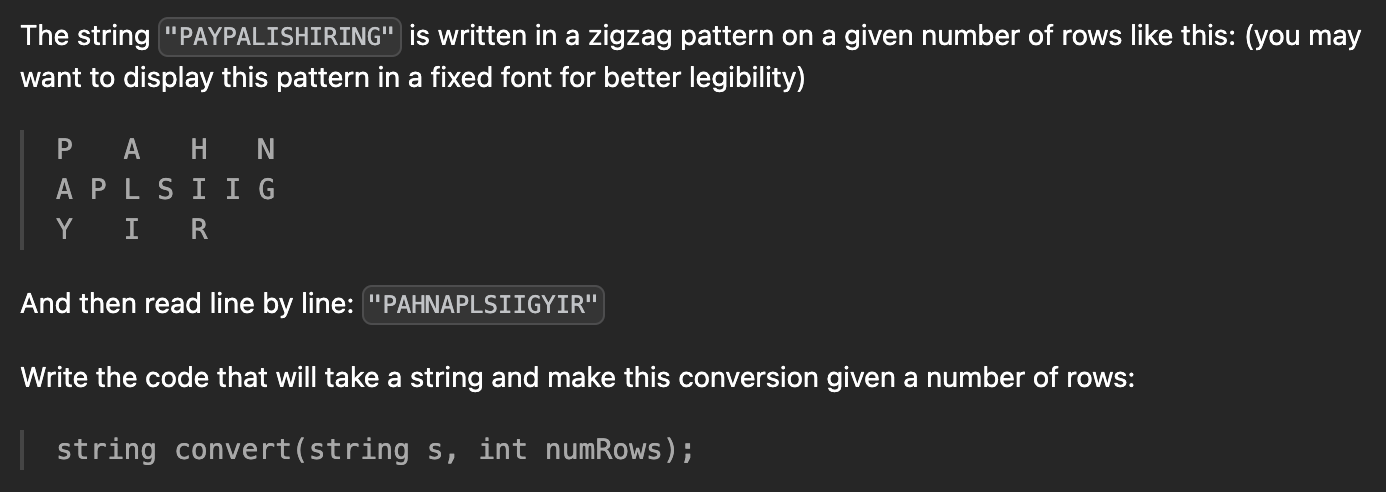 The string "PAYPALISHIRING" is written in a zigzag pattern on a given number of rows like this: (you may
want to display this pattern in a fixed font for better legibility)
P   A   H   N
A P L S I I G
Y   I   R
And then read line by line: "PAHNAPLSIIGYIR"
Write the code that will take a string and make this conversion given a number of rows:
string convert(string s, int numRows);